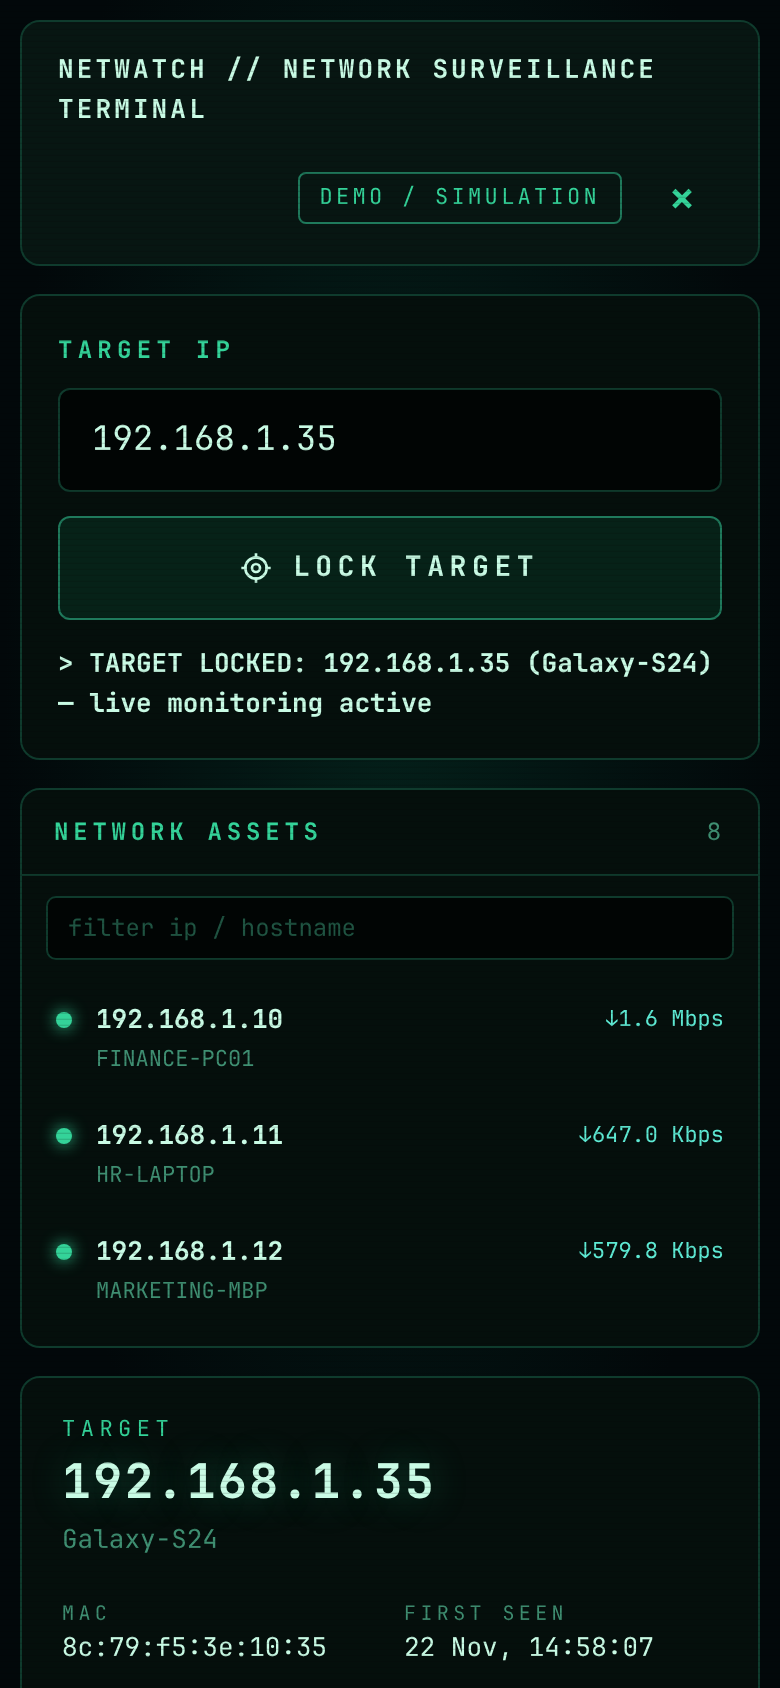 NETWATCH // NETWORK SURVEILLANCE
TERMINAL
DEMO / SIMULATION ×
TARGET IP
192.168.1.35
LOCK TARGET
> TARGET LOCKED: 192.168.1.35 (Galaxy-S24)
— live monitoring active
NETWORK ASSETS 8
filter ip / hostname
192.168.1.10 ↓1.6 Mbps
FINANCE-PC01
192.168.1.11 ↓647.0 Kbps
HR-LAPTOP
192.168.1.12 ↓579.8 Kbps
MARKETING-MBP
TARGET
192.168.1.35
Galaxy-S24
MAC FIRST SEEN
8c:79:f5:3e:10:35 22 Nov, 14:58:07